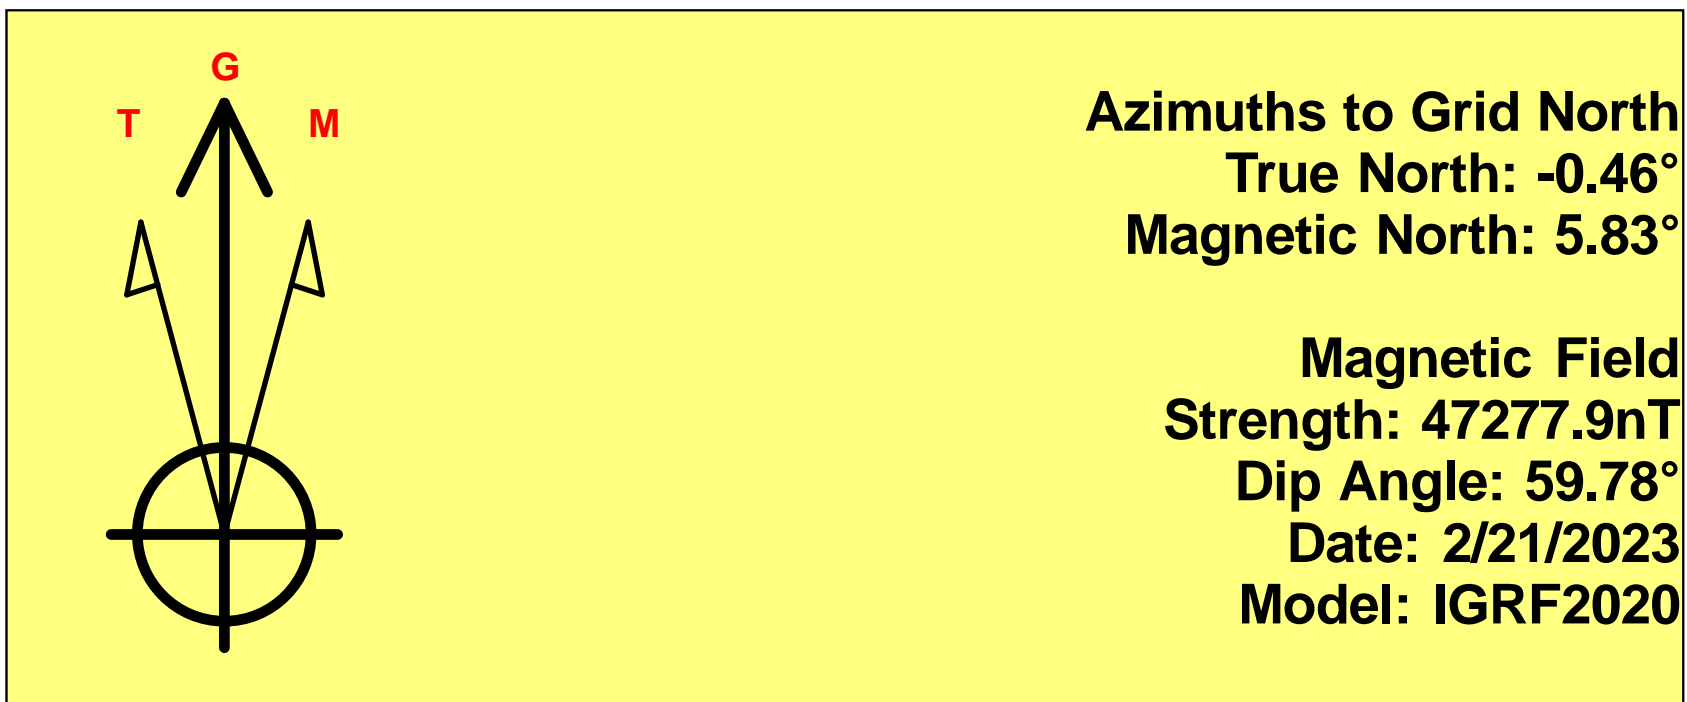 G
T
M
Azimuths to Grid North
True North: -0.46°
Magnetic North: 5.83°
Magnetic Field
Strength: 47277.9nT
Dip Angle: 59.78°
Date: 2/21/2023
Model: IGRF2020